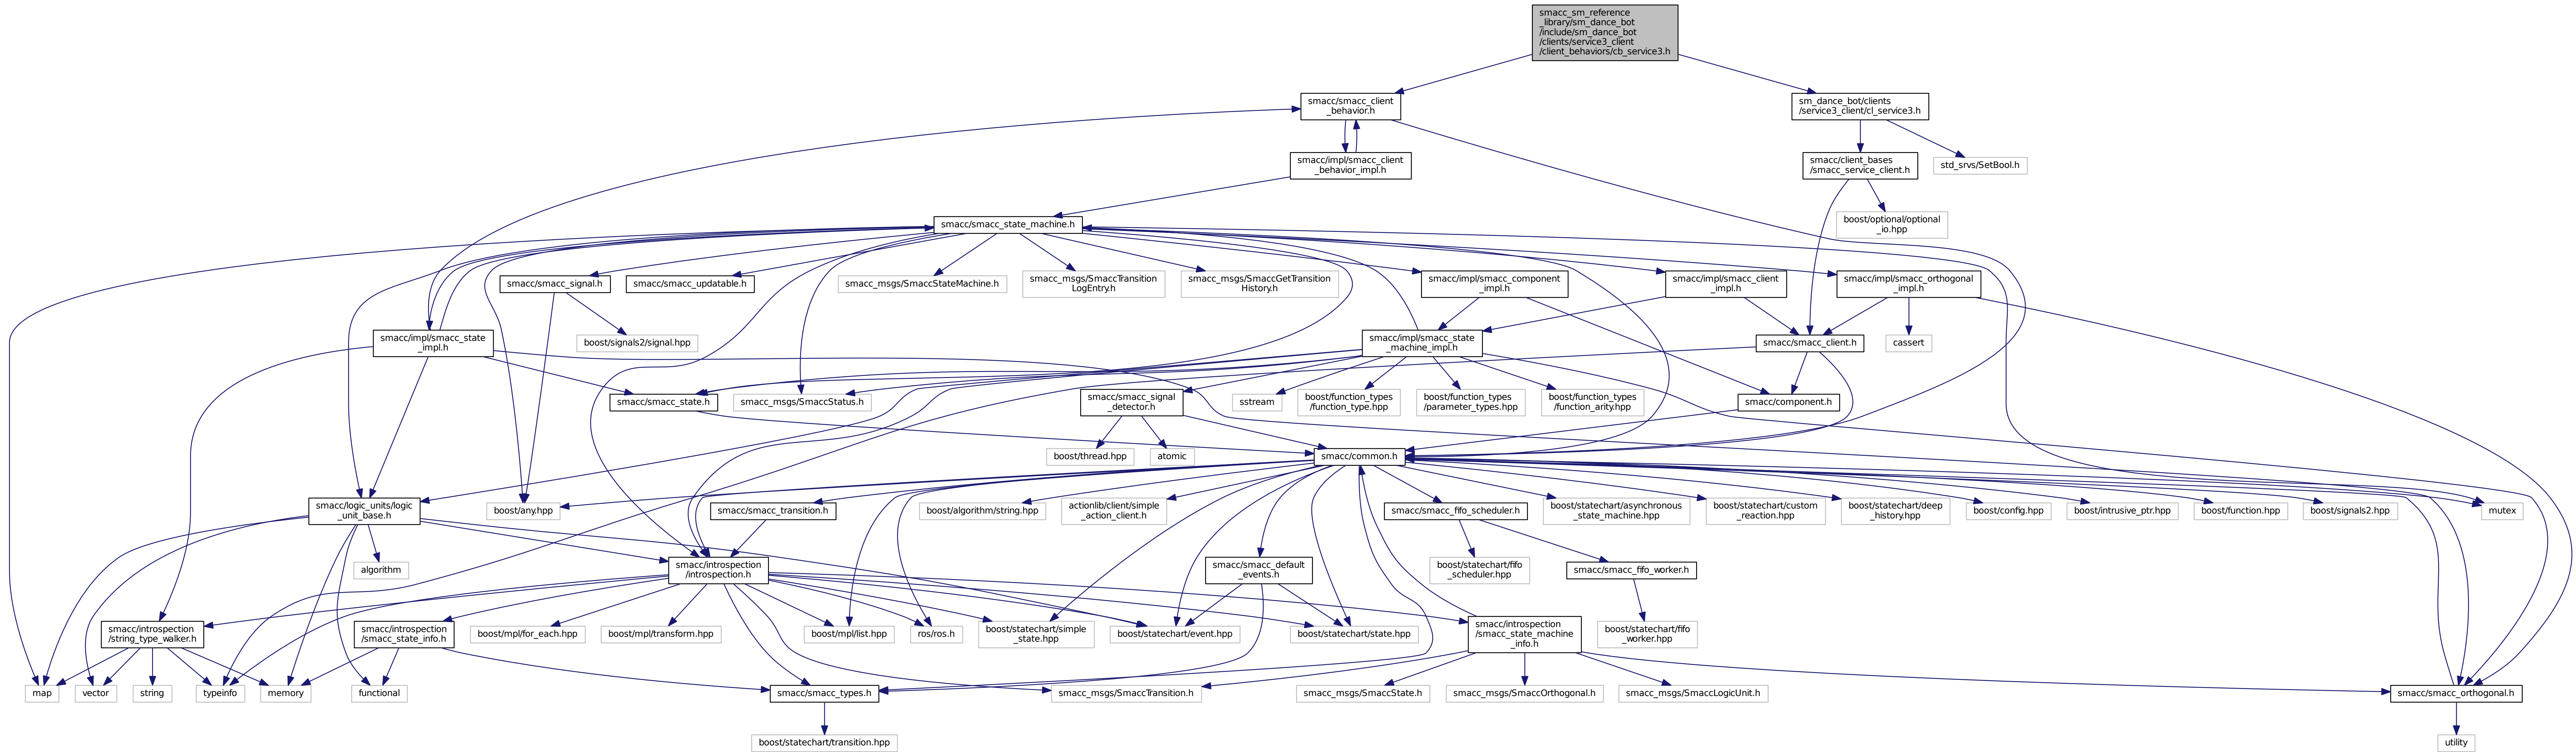 smacc_sm_reference
_library/sm_dance_bot
/include/sm_dance_bot
/clients/service3_client
/client_behaviors/cb_service3.h
smacc/smacc_client
_behavior.h
sm_dance_bot/clients
/service3_client/cl_service3.h
smacc/impl/smacc_client
_behavior_impl.h
smacc/client_bases
/smacc_service_client.h
std_srvs/SetBool.h
smacc/smacc_state_machine.h
boost/optional/optional
_io.hpp
smacc/smacc_signal.h
smacc/smacc_updatable.h
smacc_msgs/SmaccStateMachine.h
smacc_msgs/SmaccTransition
LogEntry.h
smacc_msgs/SmaccGetTransition
History.h
smacc/impl/smacc_component
_impl.h
smacc/impl/smacc_client
_impl.h
smacc/impl/smacc_orthogonal
_impl.h
smacc/impl/smacc_state
_impl.h
boost/signals2/signal.hpp
smacc/impl/smacc_state
_machine_impl.h
smacc/smacc_client.h
cassert
smacc/smacc_state.h
smacc_msgs/SmaccStatus.h
smacc/smacc_signal
_detector.h
sstream
boost/function_types
/function_type.hpp
boost/function_types
/parameter_types.hpp
boost/function_types
/function_arity.hpp
smacc/component.h
boost/thread.hpp
atomic
smacc/common.h
smacc/logic_units/logic
_unit_base.h
boost/any.hpp
smacc/smacc_transition.h
boost/algorithm/string.hpp
actionlib/client/simple
_action_client.h
smacc/smacc_fifo_scheduler.h
boost/statechart/asynchronous
_state_machine.hpp
boost/statechart/custom
_reaction.hpp
boost/statechart/deep
_history.hpp
boost/config.hpp
boost/intrusive_ptr.hpp
boost/function.hpp
boost/signals2.hpp
mutex
algorithm
smacc/introspection
/introspection.h
smacc/smacc_default
_events.h
boost/statechart/fifo
_scheduler.hpp
smacc/smacc_fifo_worker.h
smacc/introspection
/string_type_walker.h
smacc/introspection
/smacc_state_info.h
boost/mpl/for_each.hpp
boost/mpl/transform.hpp
boost/mpl/list.hpp
ros/ros.h
boost/statechart/simple
_state.hpp
boost/statechart/event.hpp
boost/statechart/state.hpp
smacc/introspection
/smacc_state_machine
_info.h
boost/statechart/fifo
_worker.hpp
map
vector
string
typeinfo
memory
functional
smacc/smacc_types.h
smacc_msgs/SmaccTransition.h
smacc_msgs/SmaccState.h
smacc_msgs/SmaccOrthogonal.h
smacc_msgs/SmaccLogicUnit.h
smacc/smacc_orthogonal.h
boost/statechart/transition.hpp
utility